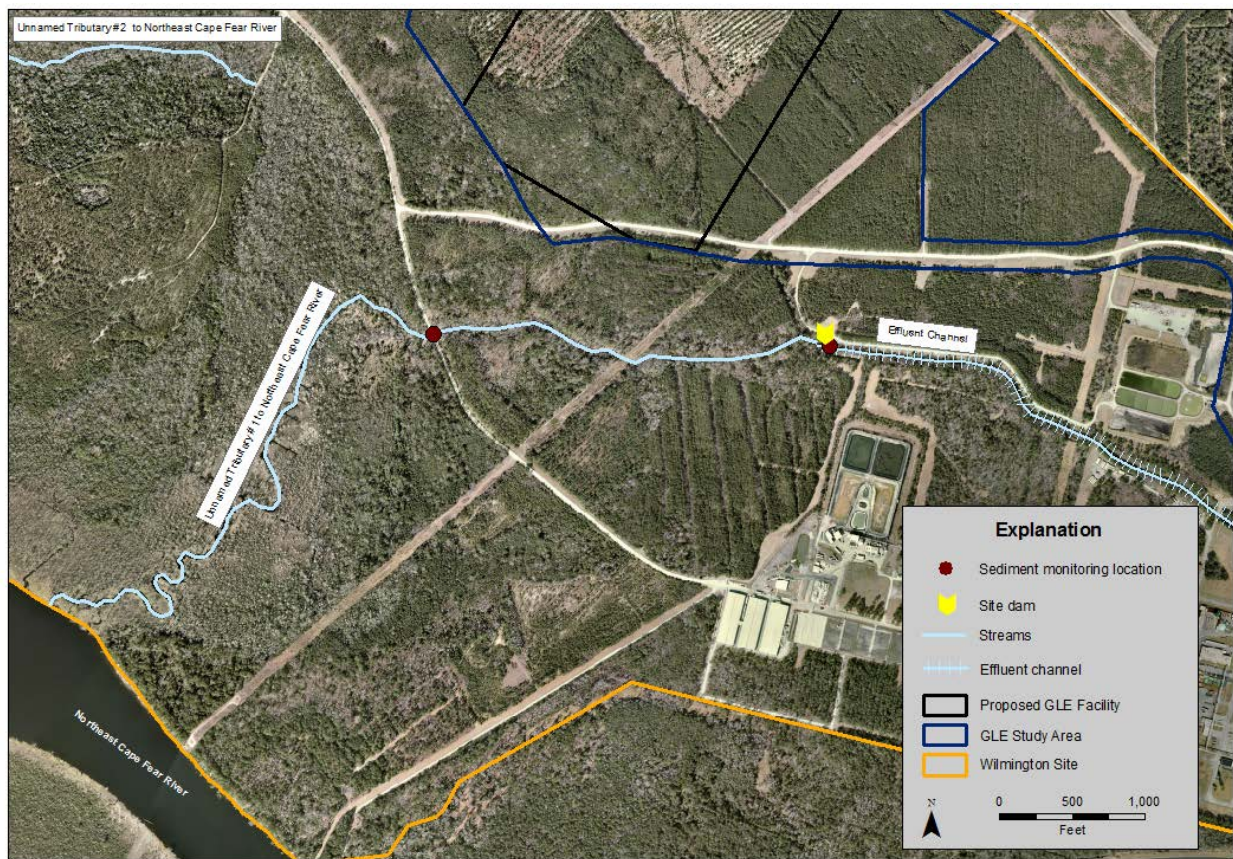 Unnamed Tributary #2 to Northeast Cape Fear River
Effluent Channel
Unnamed Tributary # 1 to Northeast Cape Fear River
Northeast Cape Fear River
Explanation
Sediment monitoring location
Site dam
Streams
Effluent channel
Proposed GLE Facility
GLE Study Area
Wilmington Site
N
0 500 1,000
Feet